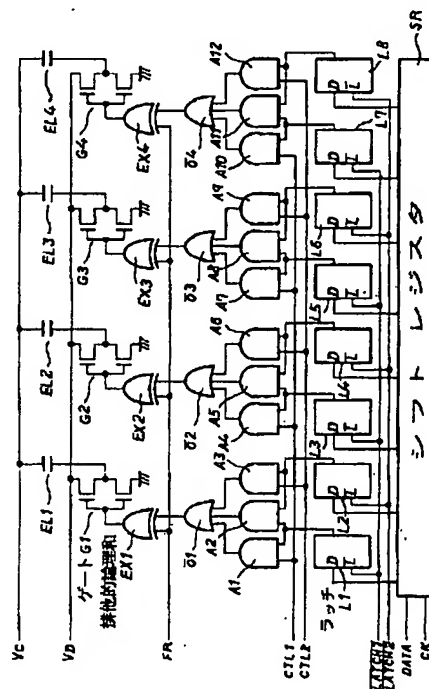 EL1
EL2
EL3
EL4
VC
VD
ゲートG1
G2
G3
G4
排他的論理和
EX1
EX2
EX3
EX4
FR
O1
O2
O3
O4
A1
A2
A3
A4
A5
A6
A7
A8
A9
A10
A11
A12
CTL1
CTL2
ラッチ
L1
L2
L3
L4
L5
L6
L7
L8
D
L
D
L
D
L
D
L
D
L
D
L
D
L
D
L
LATCH1
LATCH2
DATA
CK
シフトレジスタ
SR